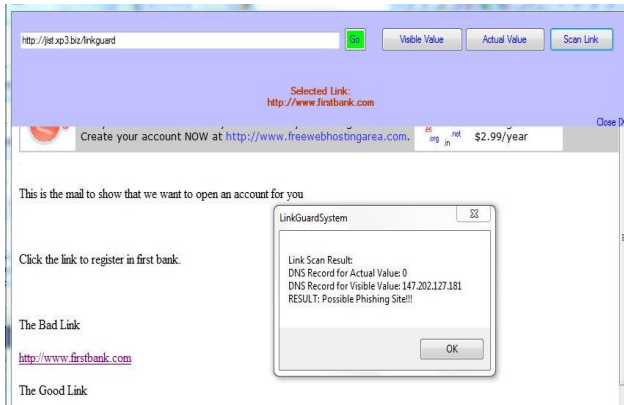 http://jist.xp3.biz/linkguard
Go
Visible Value
Actual Value
Scan Link
Selected Link:
http://www.firstbank.com
Close
Create your account NOW at http://www.freewebhostingarea.com.
.es
.org
.net
.in
$2.99/year
This is the mail to show that we want to open an account for you
Click the link to register in first bank.
LinkGuardSystem
Link Scan Result:
DNS Record for Actual Value: 0
DNS Record for Visible Value: 147.202.127.181
RESULT: Possible Phishing Site!!!
OK
The Bad Link
http://www.firstbank.com
The Good Link